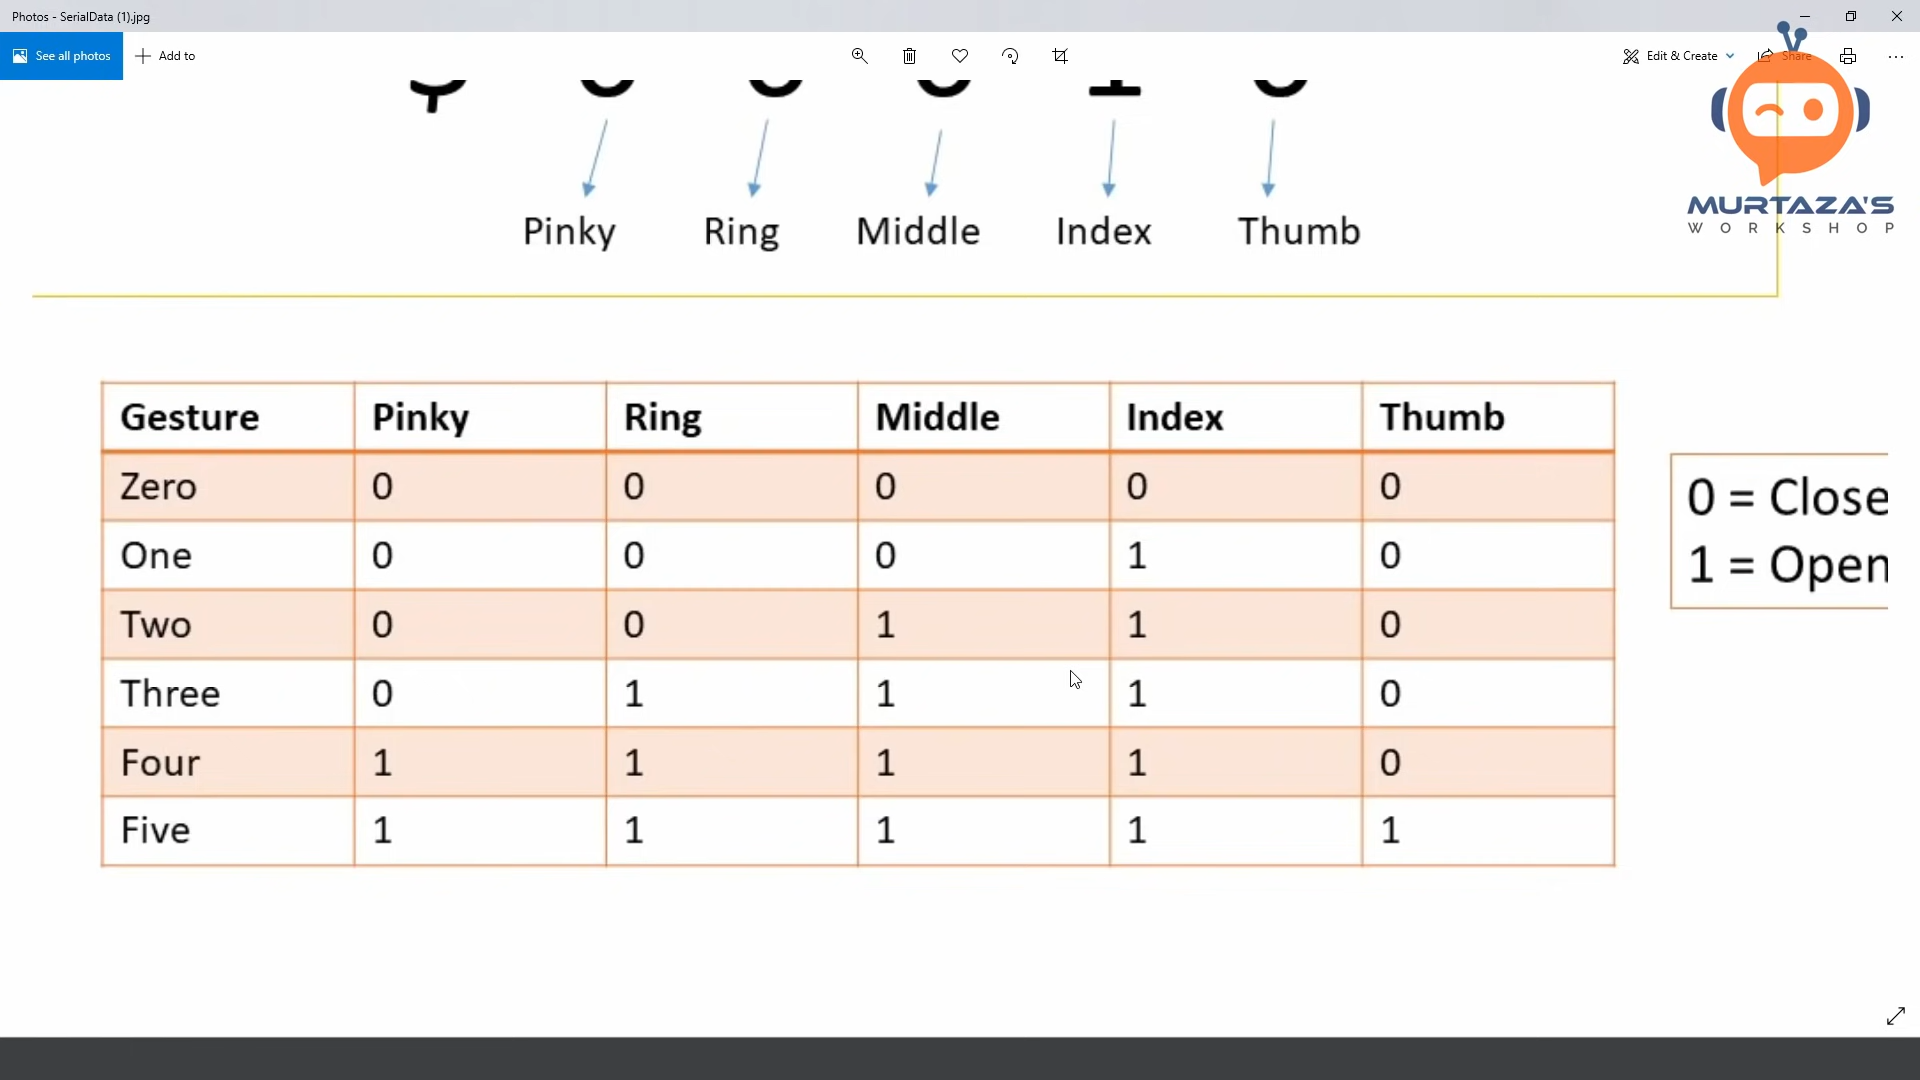 Photos - SerialData (1).jpg
See all photos
Add to
Edit & Create
Share
MURTAZA'S
WORKSHOP
Pinky Ring Middle Index Thumb
Gesture Pinky Ring Middle Index Thumb
Zero 0 0 0 0 0
One 0 0 0 1 0
Two 0 0 1 1 0
Three 0 1 1 1 0
Four 1 1 1 1 0
Five 1 1 1 1 1
0 = Close
1 = Open